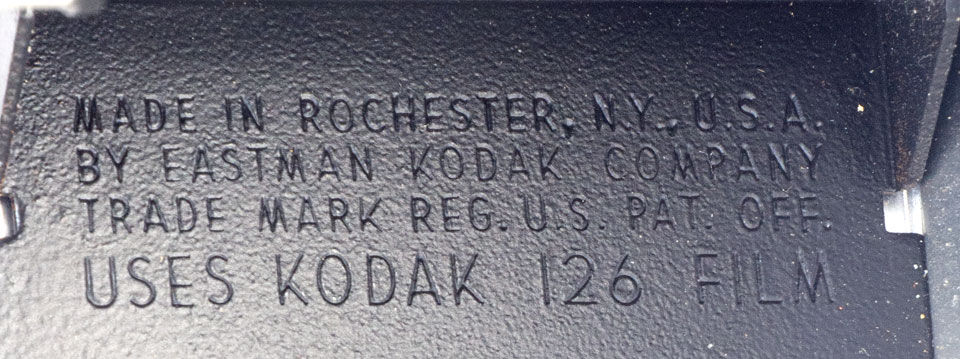 MADE IN ROCHESTER, N.Y., U.S.A.
BY EASTMAN KODAK COMPANY
TRADE MARK REG. U.S. PAT. OFF.
USES KODAK 126 FILM